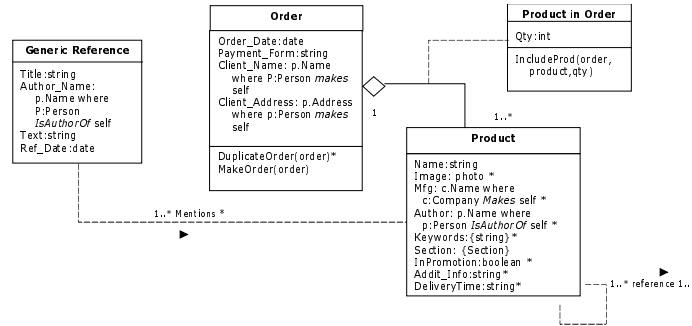 Generic Reference
Title:string
Author_Name:
p.Name where
P:Person
IsAuthorOf self
Text:string
Ref_Date:date
Order
Order_Date:date
Payment_Form:string
Client_Name: p.Name
where P:Person makes
self
Client_Address: p.Address
where p:Person makes
self
DuplicateOrder(order)*
MakeOrder(order)
Product in Order
Qty:int
IncludeProd(order,
product,qty)
1
1..*
Product
Name:string
Image: photo *
Mfg: c.Name where
c:Company Makes self *
Author: p.Name where
p:Person IsAuthorOf self *
Keywords:{string}*
Section: {Section}
InPromotion:boolean *
Addit_Info:string*
DeliveryTime:string*
1..* Mentions *
1..* reference 1..